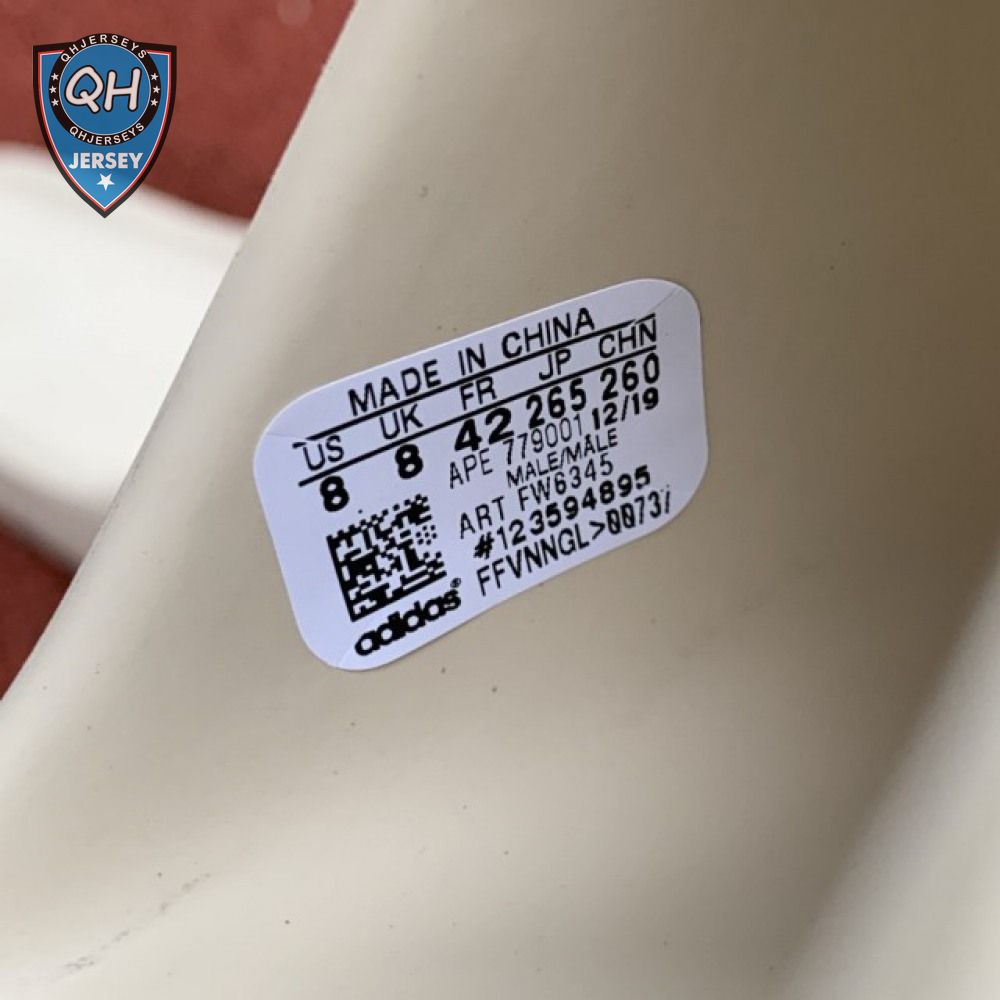 QHJERSEYS
QH
QHJERSEYS
JERSEY
MADE IN CHINA
US UK FR JP CHN
8 8 42 265 260
APE 779001 12/19
MALE/MALE
ART FW6345
#123594895
FFVNNGL>0073/
adidas®